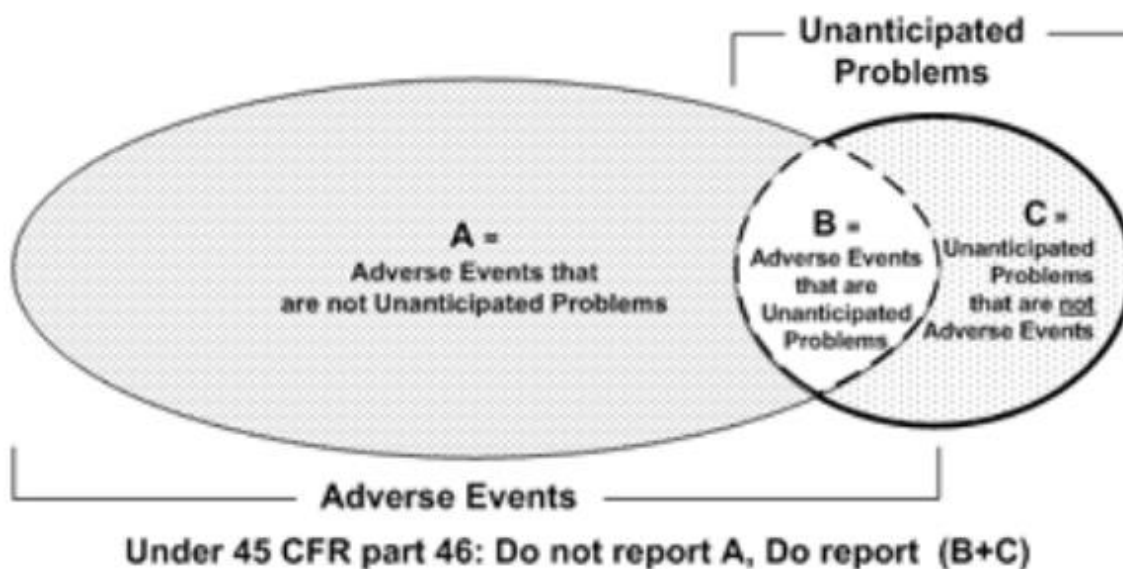 Unanticipated
Problems
A =
Adverse Events that
are not Unanticipated Problems
B =
Adverse Events
that are
Unanticipated
Problems
C =
Unanticipated
Problems
that are not
Adverse Events
Adverse Events
Under 45 CFR part 46: Do not report A, Do report (B+C)